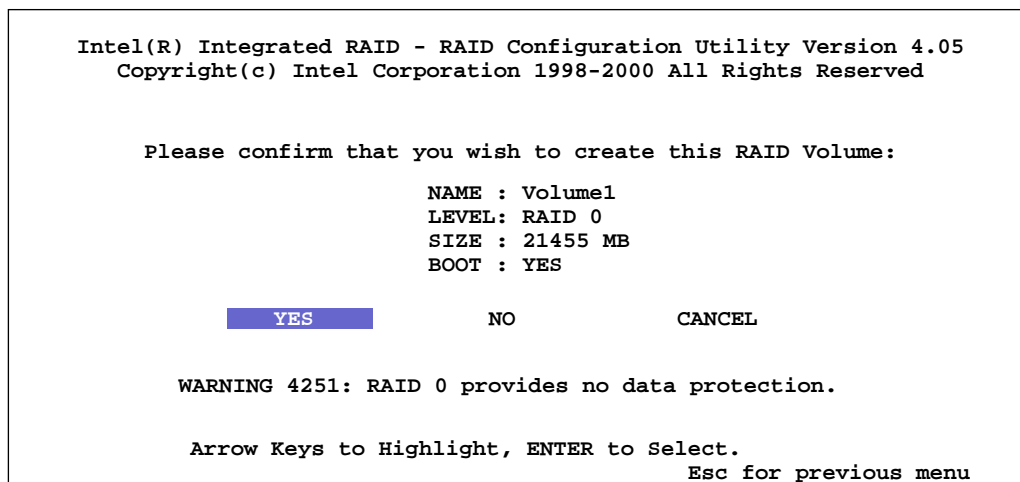 Intel(R) Integrated RAID - RAID Configuration Utility Version 4.05
Copyright(c) Intel Corporation 1998-2000 All Rights Reserved
Please confirm that you wish to create this RAID Volume:
NAME : Volume1
LEVEL: RAID 0
SIZE : 21455 MB
BOOT : YES
YES NO CANCEL
WARNING 4251: RAID 0 provides no data protection.
Arrow Keys to Highlight, ENTER to Select.
Esc for previous menu